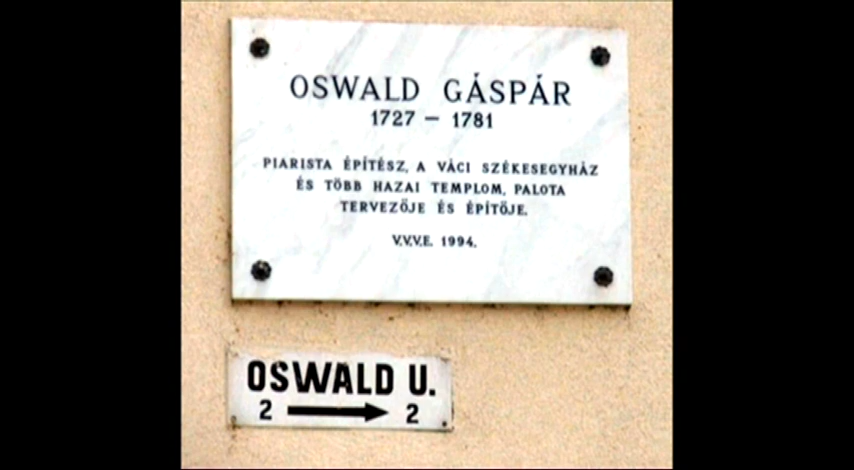 OSWALD GÁSPÁR
1727 – 1781
PIARISTA ÉPÍTÉSZ, A VÁCI SZÉKESEGYHÁZ
ÉS TÖBB HAZAI TEMPLOM, PALOTA
TERVEZŐJE ÉS ÉPÍTŐJE.
V.V.V.E. 1994.
OSWALD U.
2 → 2